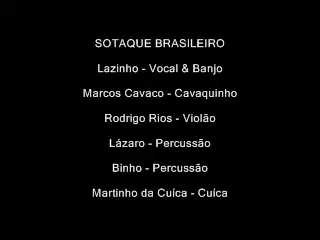 SOTAQUE BRASILEIRO
Lazinho - Vocal & Banjo
Marcos Cavaco - Cavaquinho
Rodrigo Rios - Violão
Lázaro - Percussão
Binho - Percussão
Martinho da Cuíca - Cuíca